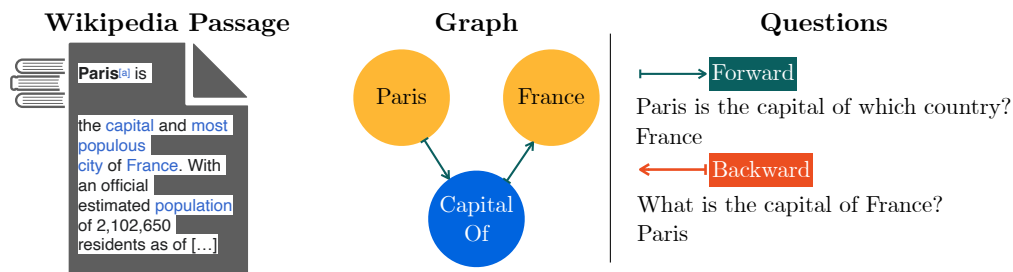 Wikipedia Passage
Paris[a] is
the capital and most
populous
city of France. With
an official
estimated population
of 2,102,650
residents as of […]
Graph
Paris
France
Capital
Of
Questions
Forward
Paris is the capital of which country?
France
Backward
What is the capital of France?
Paris